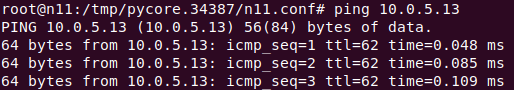 root@n11:/tmp/pycore.34387/n11.conf# ping 10.0.5.13
PING 10.0.5.13 (10.0.5.13) 56(84) bytes of data.
64 bytes from 10.0.5.13: icmp_seq=1 ttl=62 time=0.048 ms
64 bytes from 10.0.5.13: icmp_seq=2 ttl=62 time=0.085 ms
64 bytes from 10.0.5.13: icmp_seq=3 ttl=62 time=0.109 ms